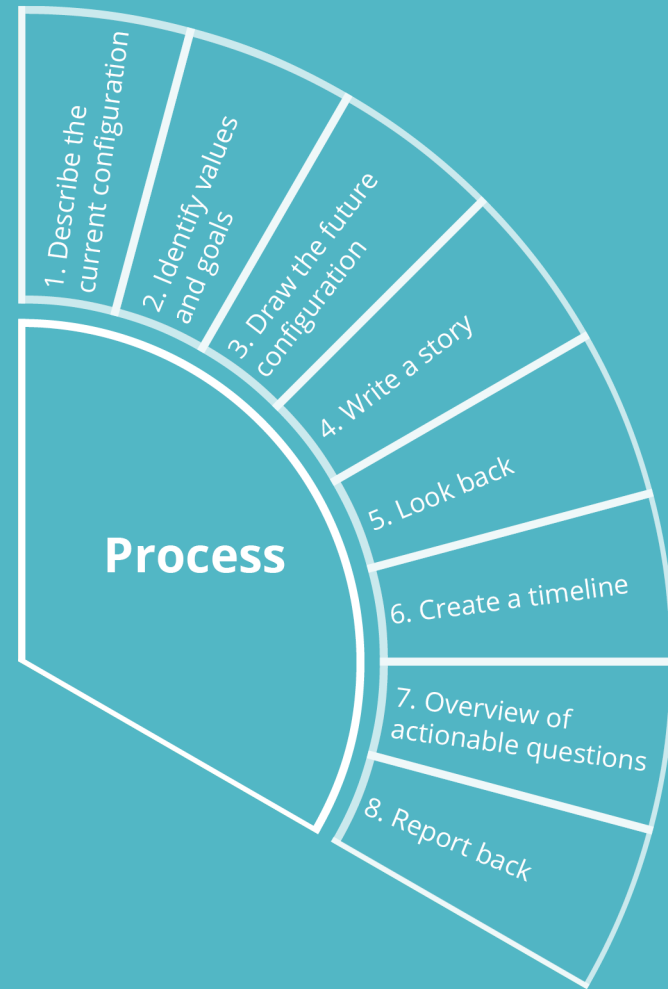 1. Describe the
current configuration
2. Identify values
and goals
3. Draw the future
configuration
4. Write a story
5. Look back
6. Create a timeline
7. Overview of
actionable questions
8. Report back
Process